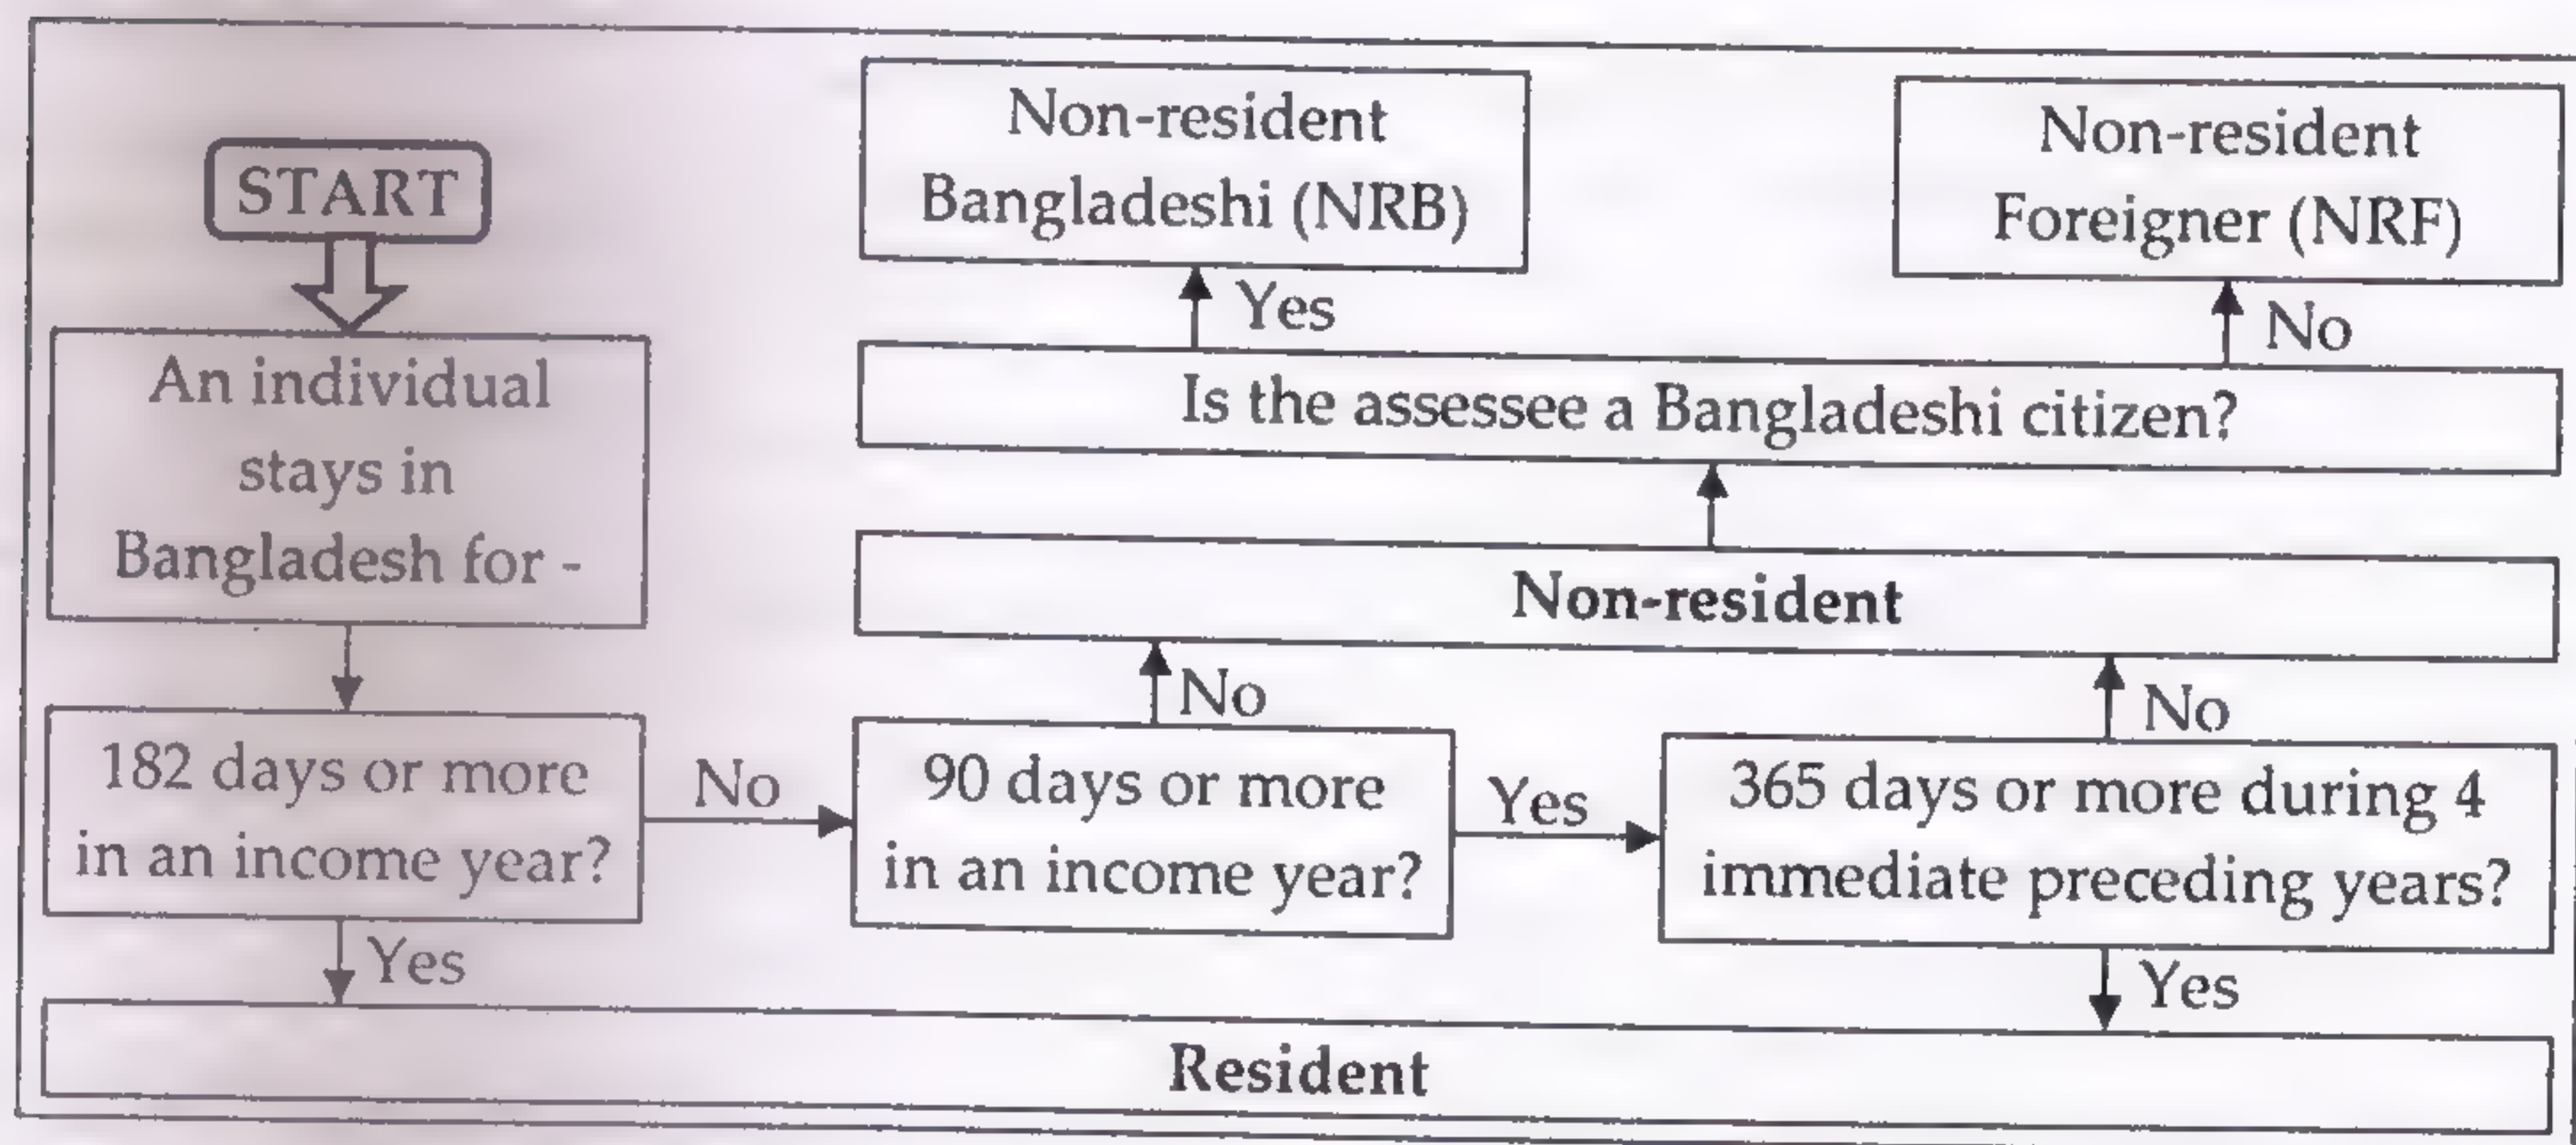 START
An individual
stays in
Bangladesh for -
182 days or more
in an income year?
Yes
No
90 days or more
in an income year?
No
Yes
365 days or more during 4
immediate preceding years?
No
Yes
Resident
Non-resident
Is the assessee a Bangladeshi citizen?
Yes
No
Non-resident
Bangladeshi (NRB)
Non-resident
Foreigner (NRF)